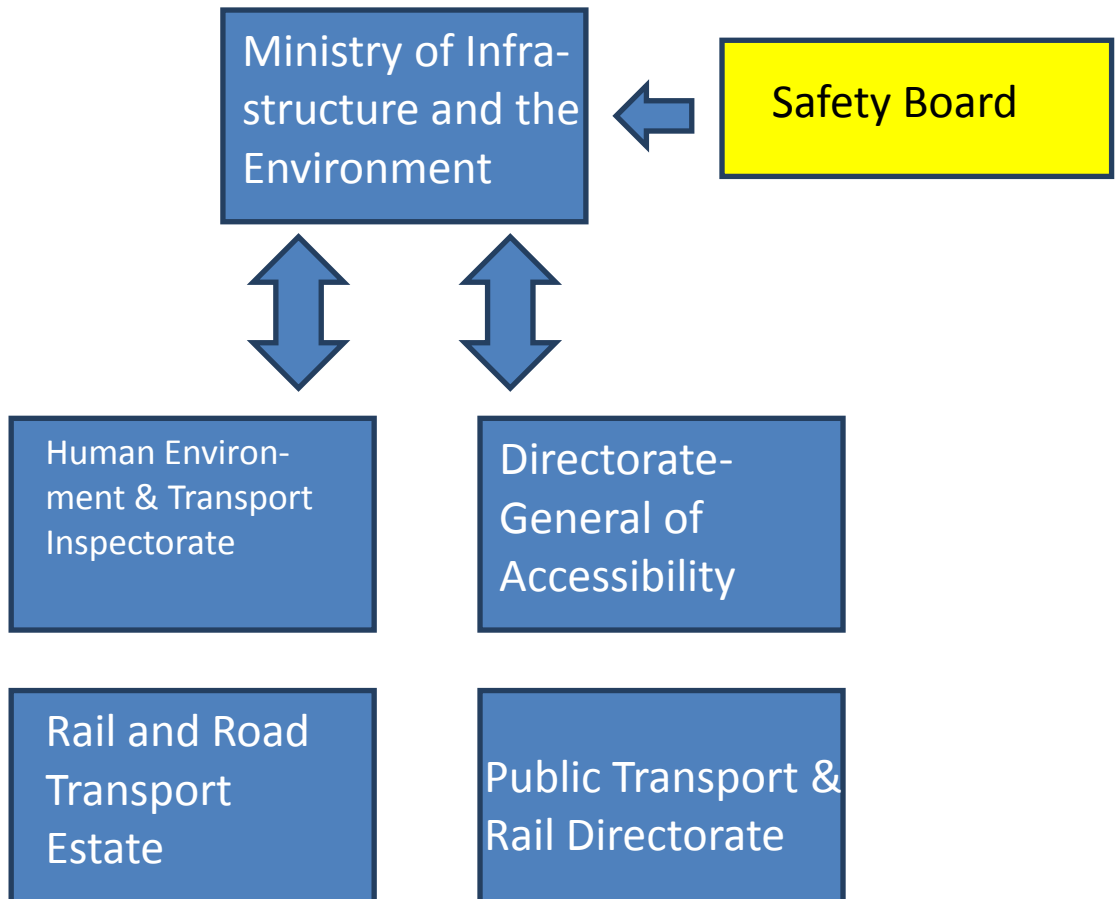 Ministry of Infra-
structure and the
Environment
Safety Board
Human Environ-
ment & Transport
Inspectorate
Directorate-
General of
Accessibility
Rail and Road
Transport
Estate
Public Transport &
Rail Directorate